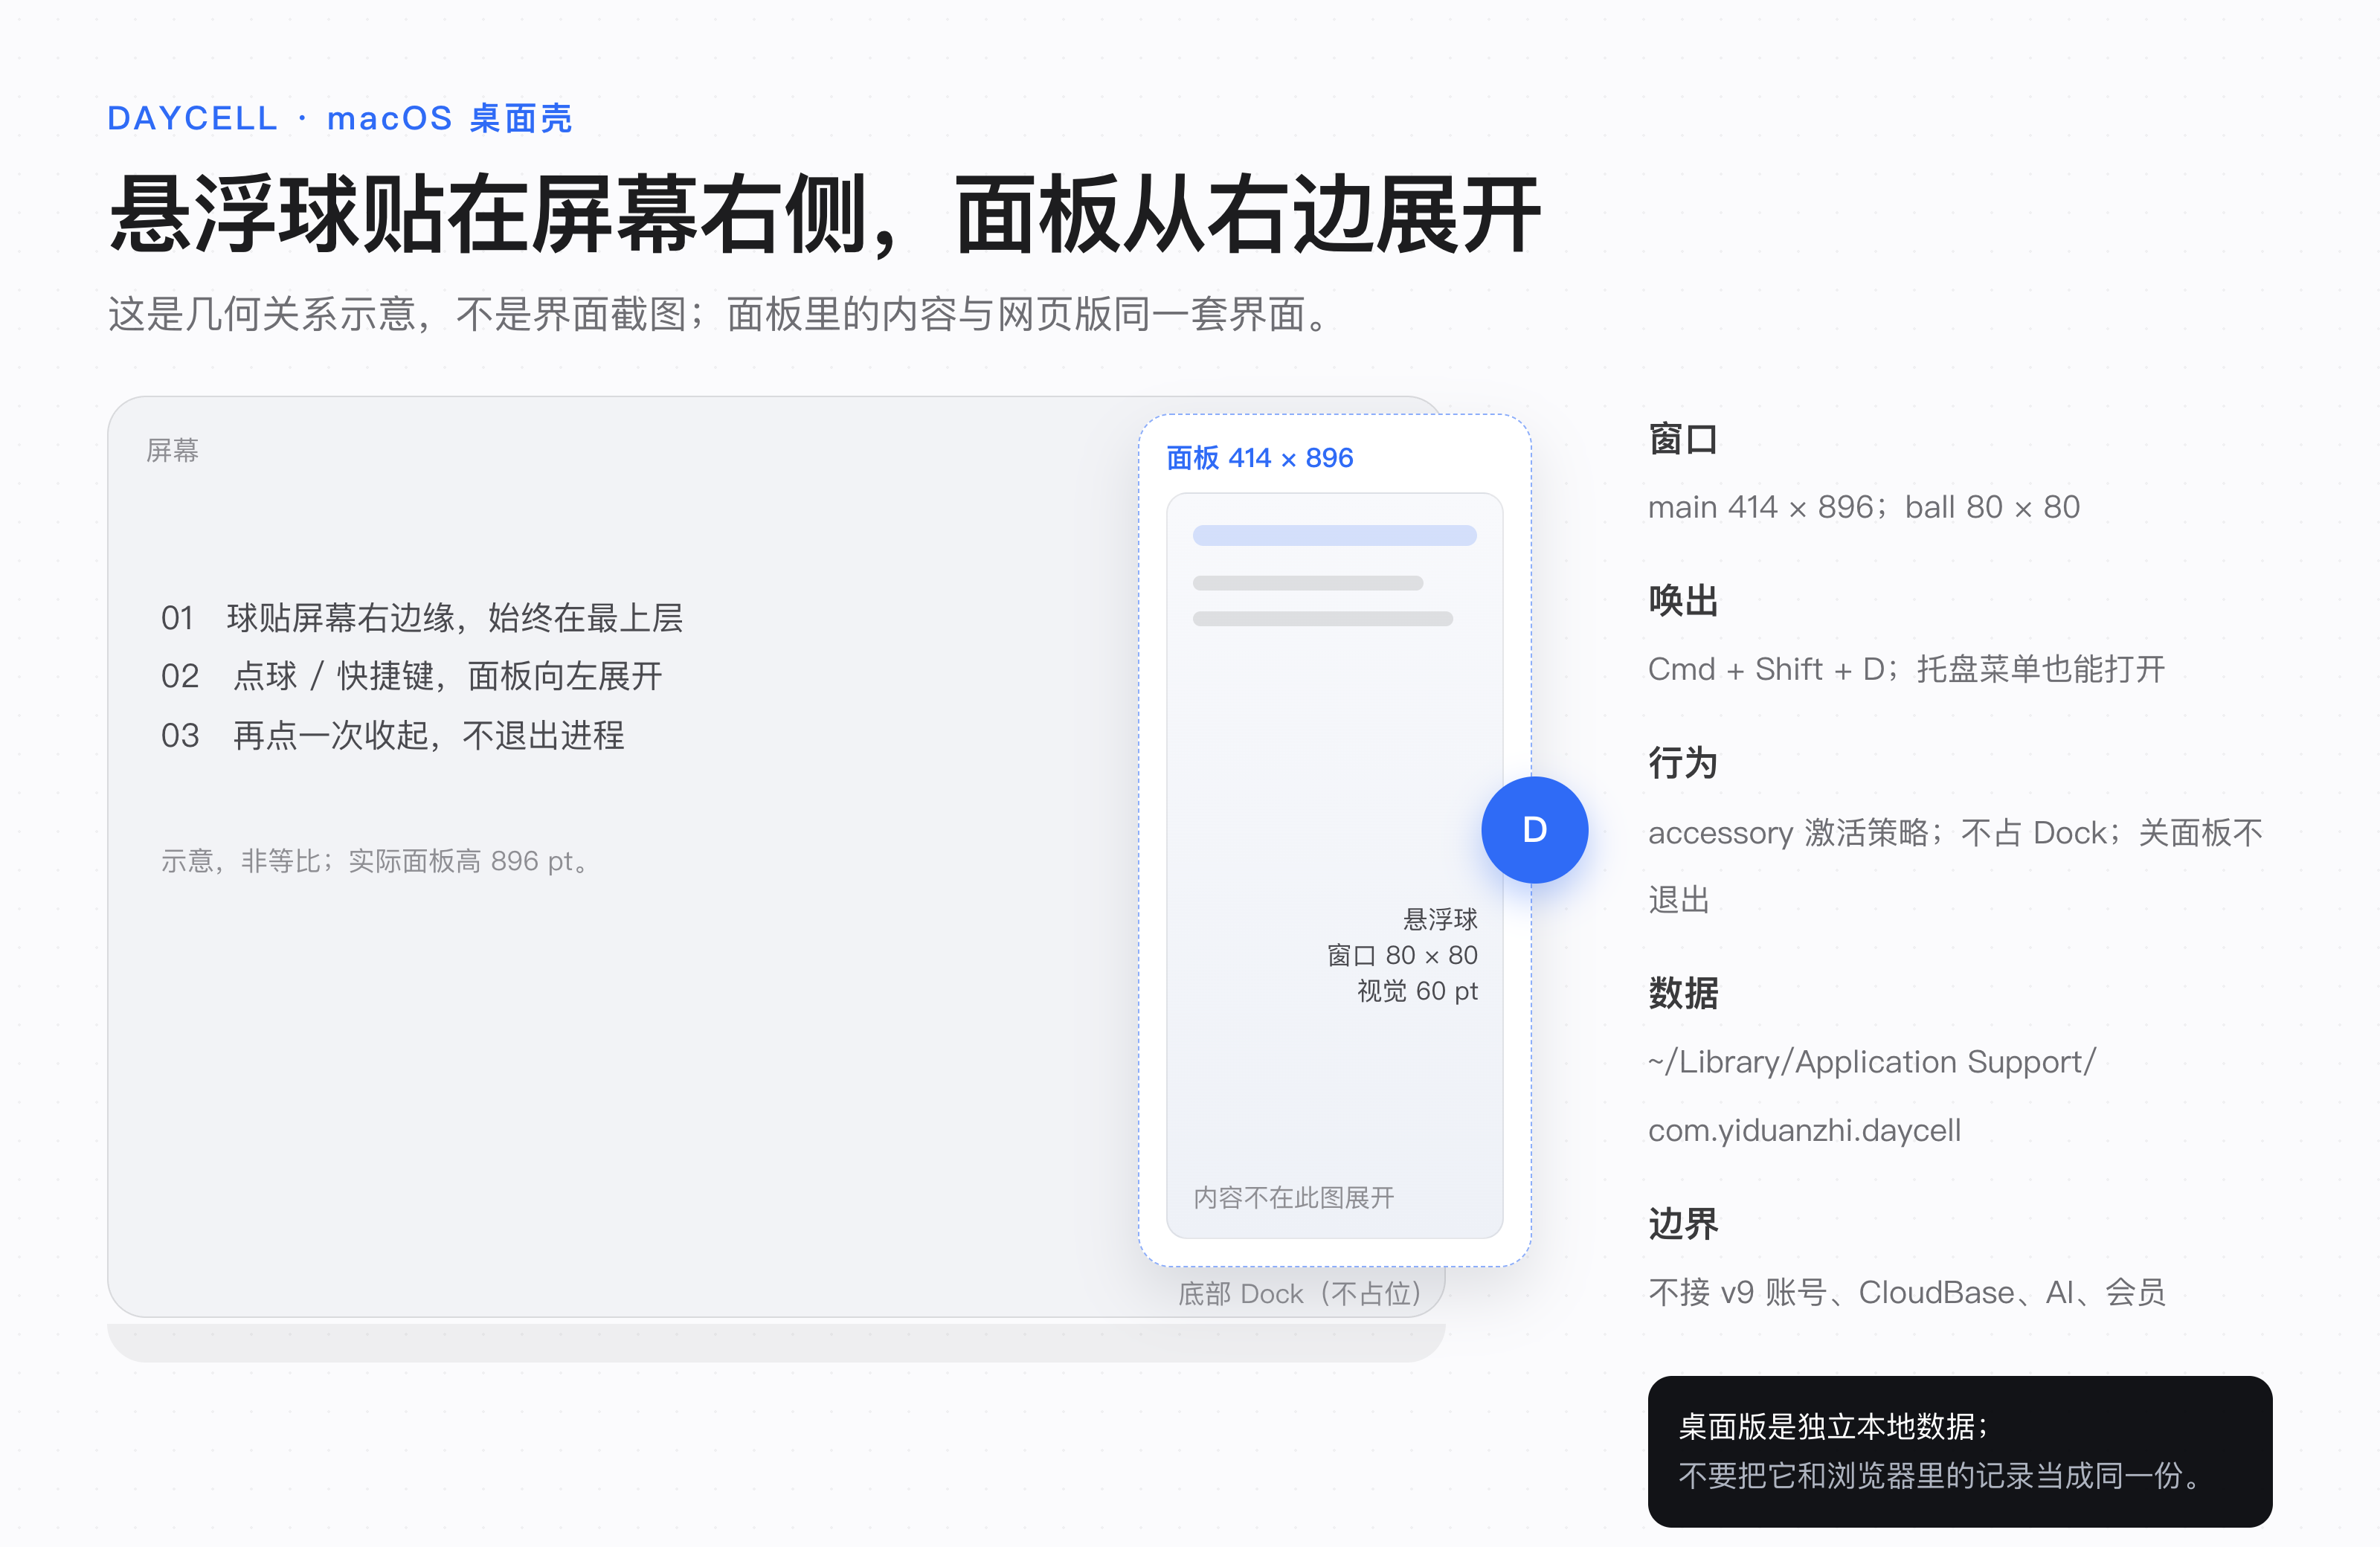 DAYCELL · macOS 桌面壳
悬浮球贴在屏幕右侧，面板从右边展开
这是几何关系示意，不是界面截图；面板里的内容与网页版同一套界面。
屏幕
01 球贴屏幕右边缘，始终在最上层
02 点球 / 快捷键，面板向左展开
03 再点一次收起，不退出进程
示意，非等比；实际面板高 896 pt。
面板 414 × 896
D
悬浮球
窗口 80 × 80
视觉 60 pt
内容不在此图展开
底部 Dock（不占位）
窗口
main 414 × 896；ball 80 × 80
唤出
Cmd + Shift + D；托盘菜单也能打开
行为
accessory 激活策略；不占 Dock；关面板不
退出
数据
~/Library/Application Support/
com.yiduanzhi.daycell
边界
不接 v9 账号、CloudBase、AI、会员
桌面版是独立本地数据；
不要把它和浏览器里的记录当成同一份。